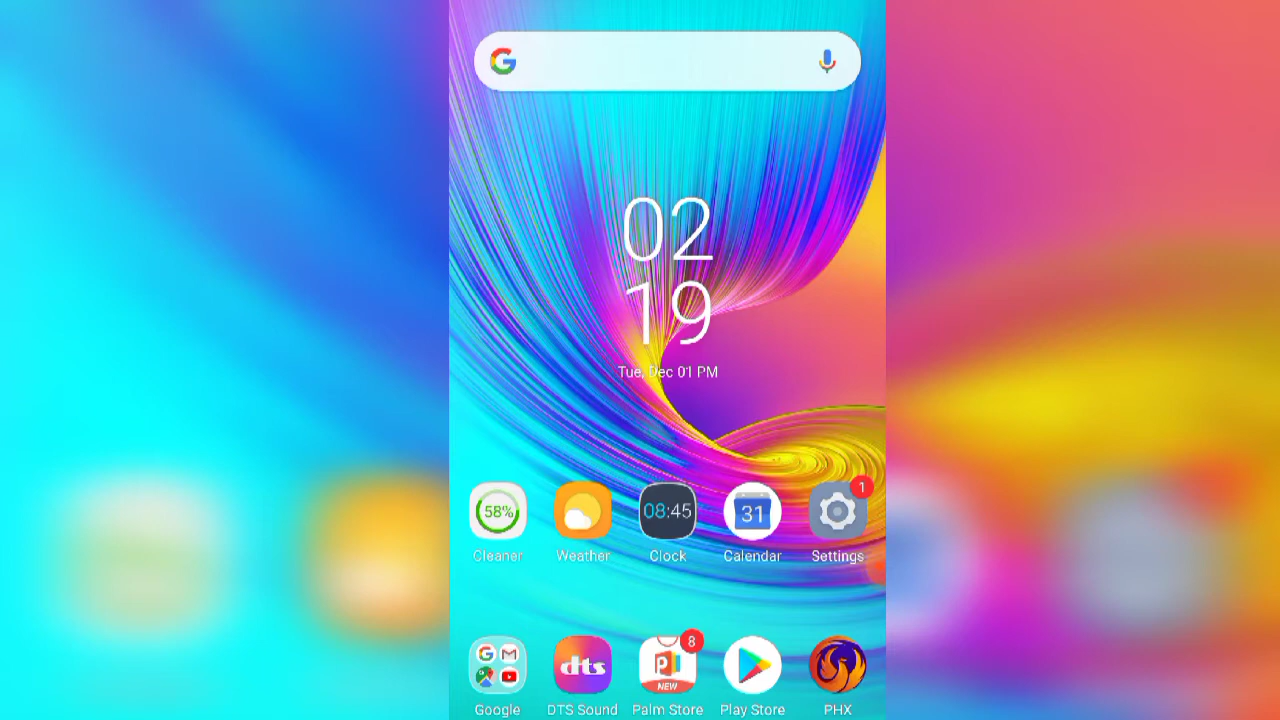 02
19
Tue, Dec 01 PM
58%
08:45
31
1
Cleaner
Weather
Clock
Calendar
Settings
8
dts
NEW
Google
DTS Sound
Palm Store
Play Store
PHX